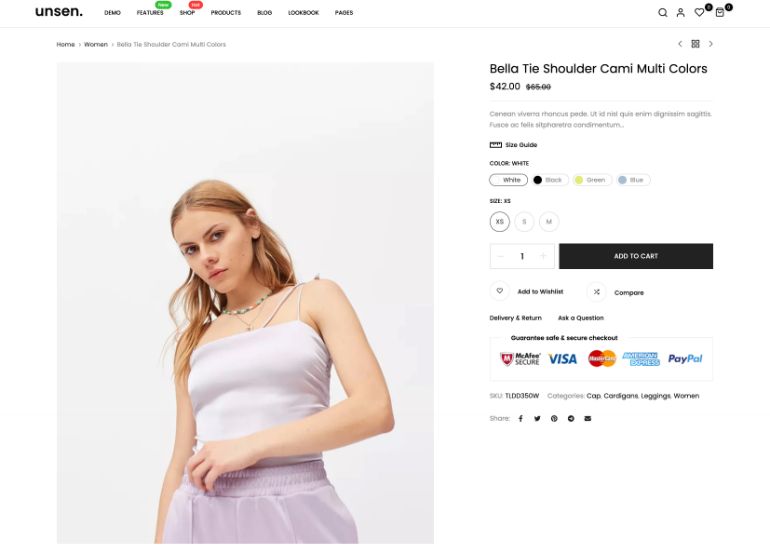 unsen.
DEMO FEATURES New SHOP Hot PRODUCTS BLOG LOOKBOOK PAGES
0 0
Home > Women > Bella Tie Shoulder Cami Multi Colors
Bella Tie Shoulder Cami Multi Colors
$42.00 $65.00
Cenean viverra rhoncus pede. Ut id nisl quis enim dignissim sagittis.
Fusce ac felis sitpharetra condimentum...
Size Guide
COLOR: WHITE
White Black Green Blue
SIZE: XS
XS S M
− 1 + ADD TO CART
Add to Wishlist Compare
Delivery & Return Ask a Question
Guarantee safe & secure checkout
McAfee SECURE VISA MasterCard AMERICAN EXPRESS PayPal
SKU: TLDD350W Categories: Cap, Cardigans, Leggings, Women
Share: